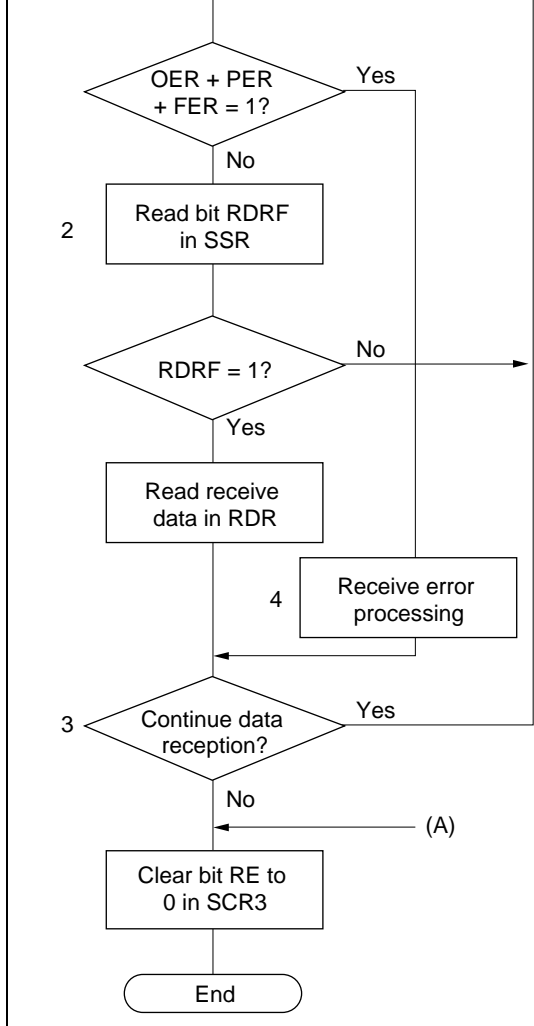 OER + PER
+ FER = 1?
Yes
No
2
Read bit RDRF
in SSR
RDRF = 1?
No
Yes
Read receive
data in RDR
4
Receive error
processing
3
Continue data
reception?
Yes
No
(A)
Clear bit RE to
0 in SCR3
End